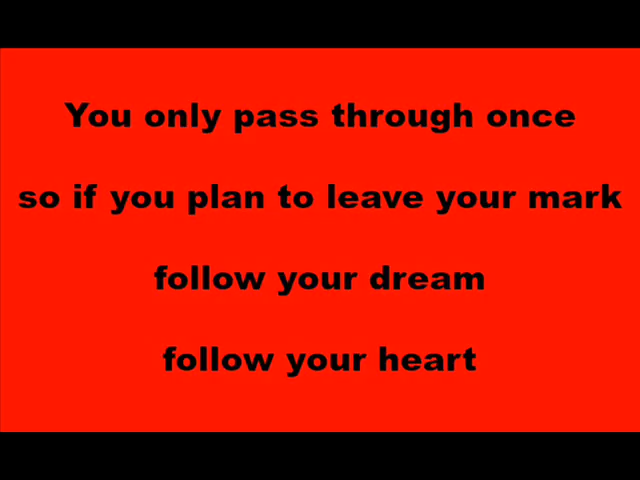 You only pass through once
so if you plan to leave your mark
follow your dream
follow your heart